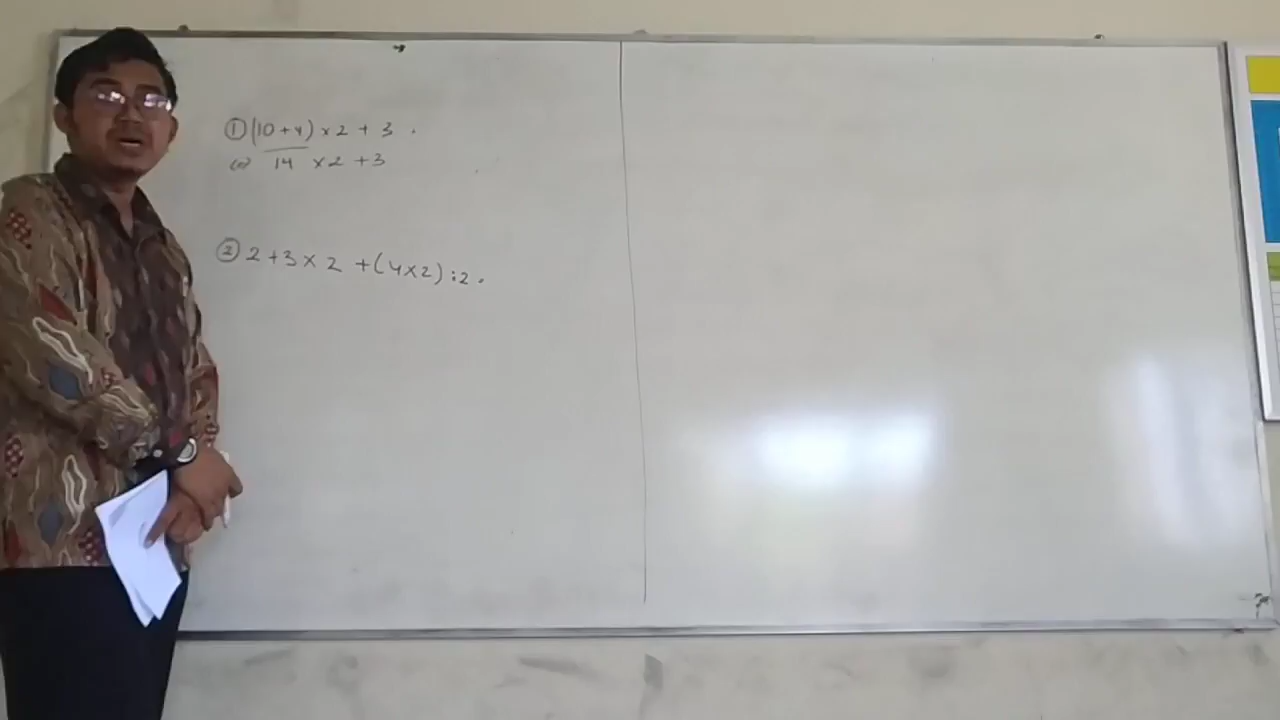 ① (10 + 4) × 2 + 3 .
14 × 2 + 3
② 2 + 3 × 2 + (4 × 2) : 2 .